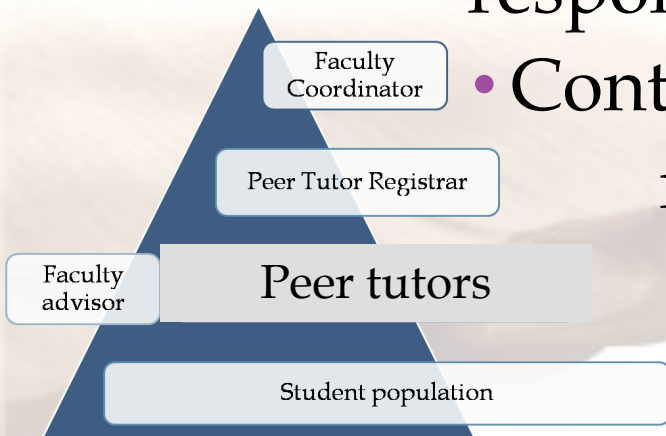 Faculty
Coordinator
• Cont
Peer Tutor Registrar
Faculty
advisor
Peer tutors
Student population